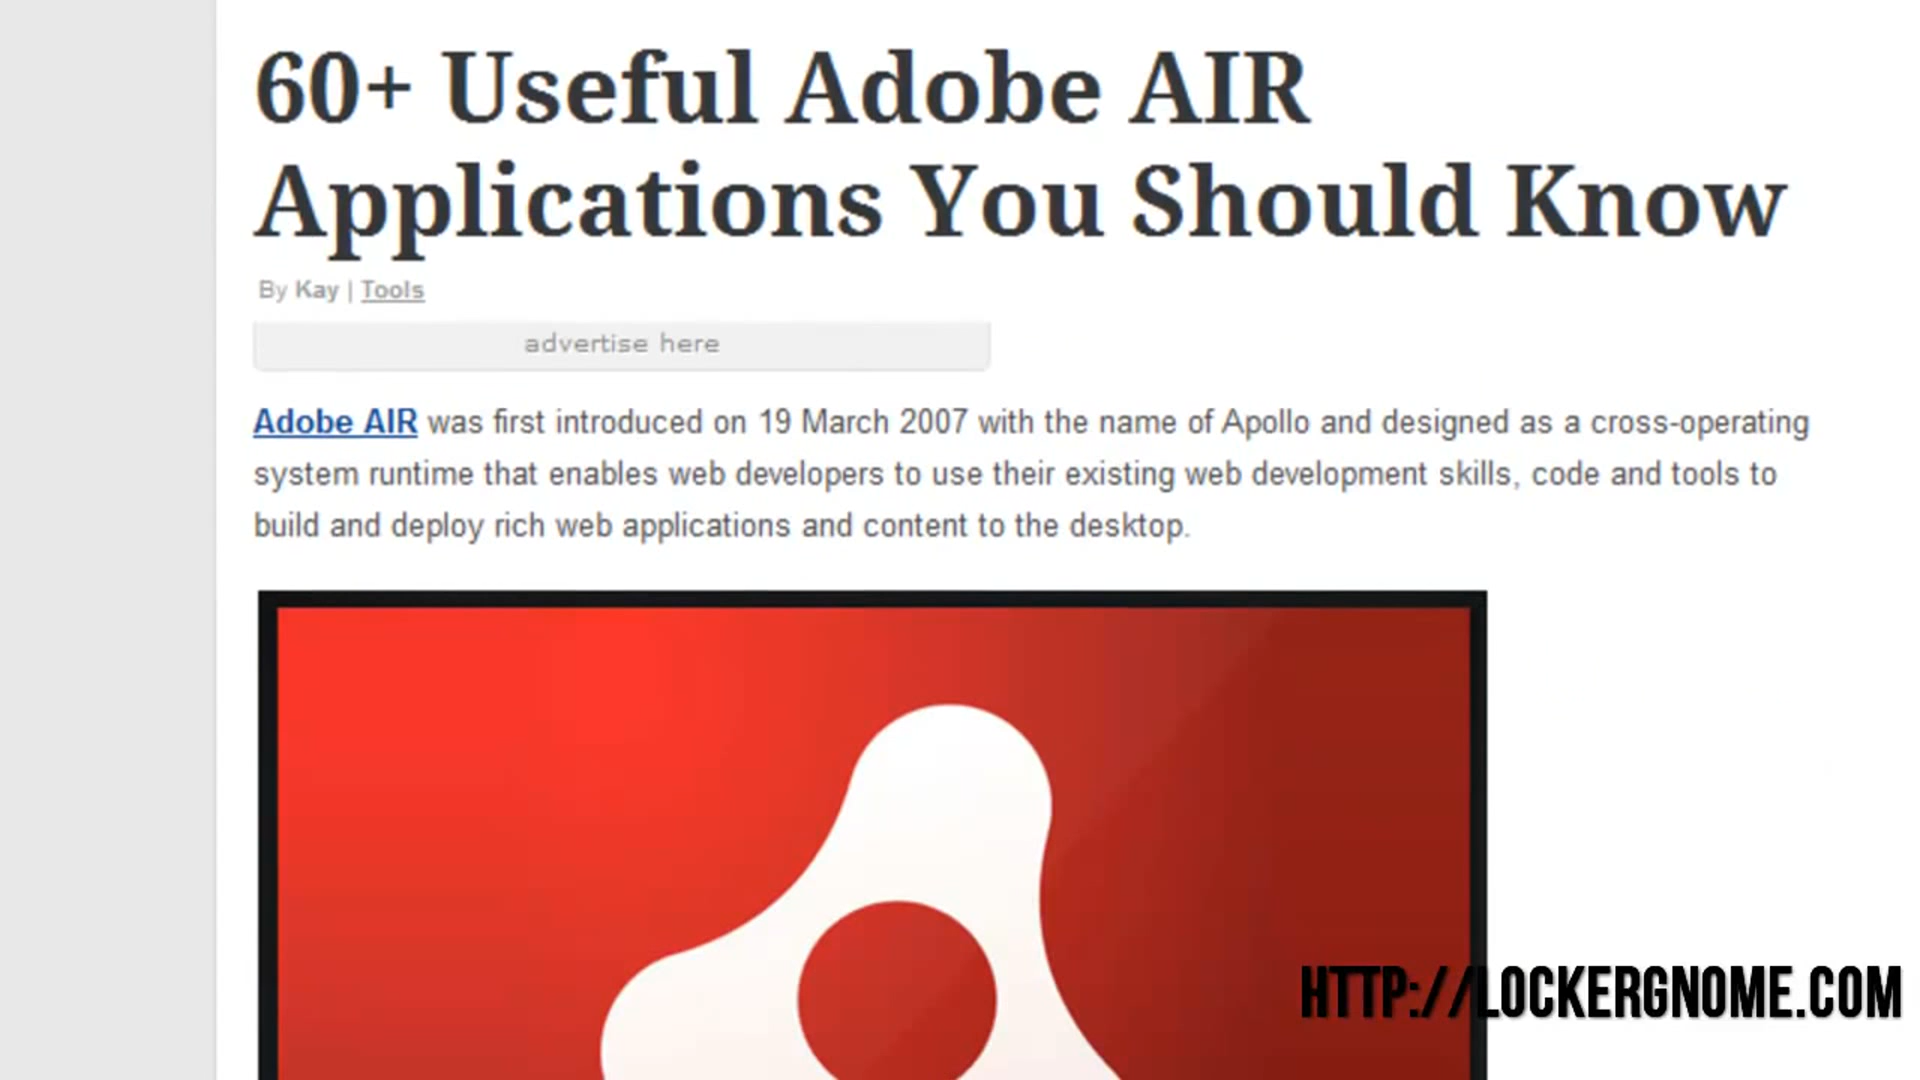 60+ Useful Adobe AIR
Applications You Should Know
By Kay | Tools
advertise here
Adobe AIR was first introduced on 19 March 2007 with the name of Apollo and designed as a cross-operating
system runtime that enables web developers to use their existing web development skills, code and tools to
build and deploy rich web applications and content to the desktop.
HTTP://LOCKERGNOME.COM